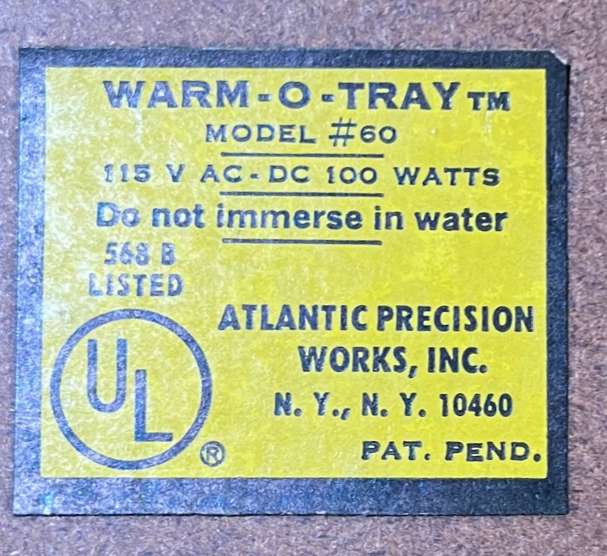 WARM-O-TRAY TM
MODEL #60
115 V AC-DC 100 WATTS
Do not immerse in water
568 B
LISTED
UL ®
ATLANTIC PRECISION
WORKS, INC.
N. Y., N. Y. 10460
PAT. PEND.